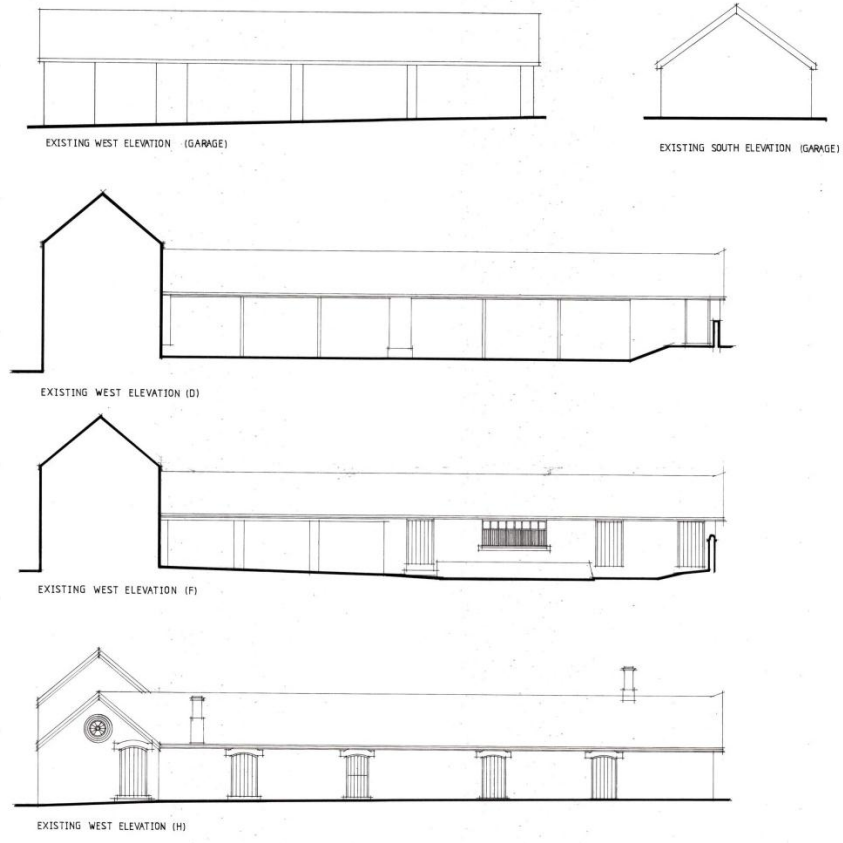 EXISTING WEST ELEVATION (GARAGE)
EXISTING SOUTH ELEVATION (GARAGE)
EXISTING WEST ELEVATION (D)
EXISTING WEST ELEVATION (F)
EXISTING WEST ELEVATION (H)